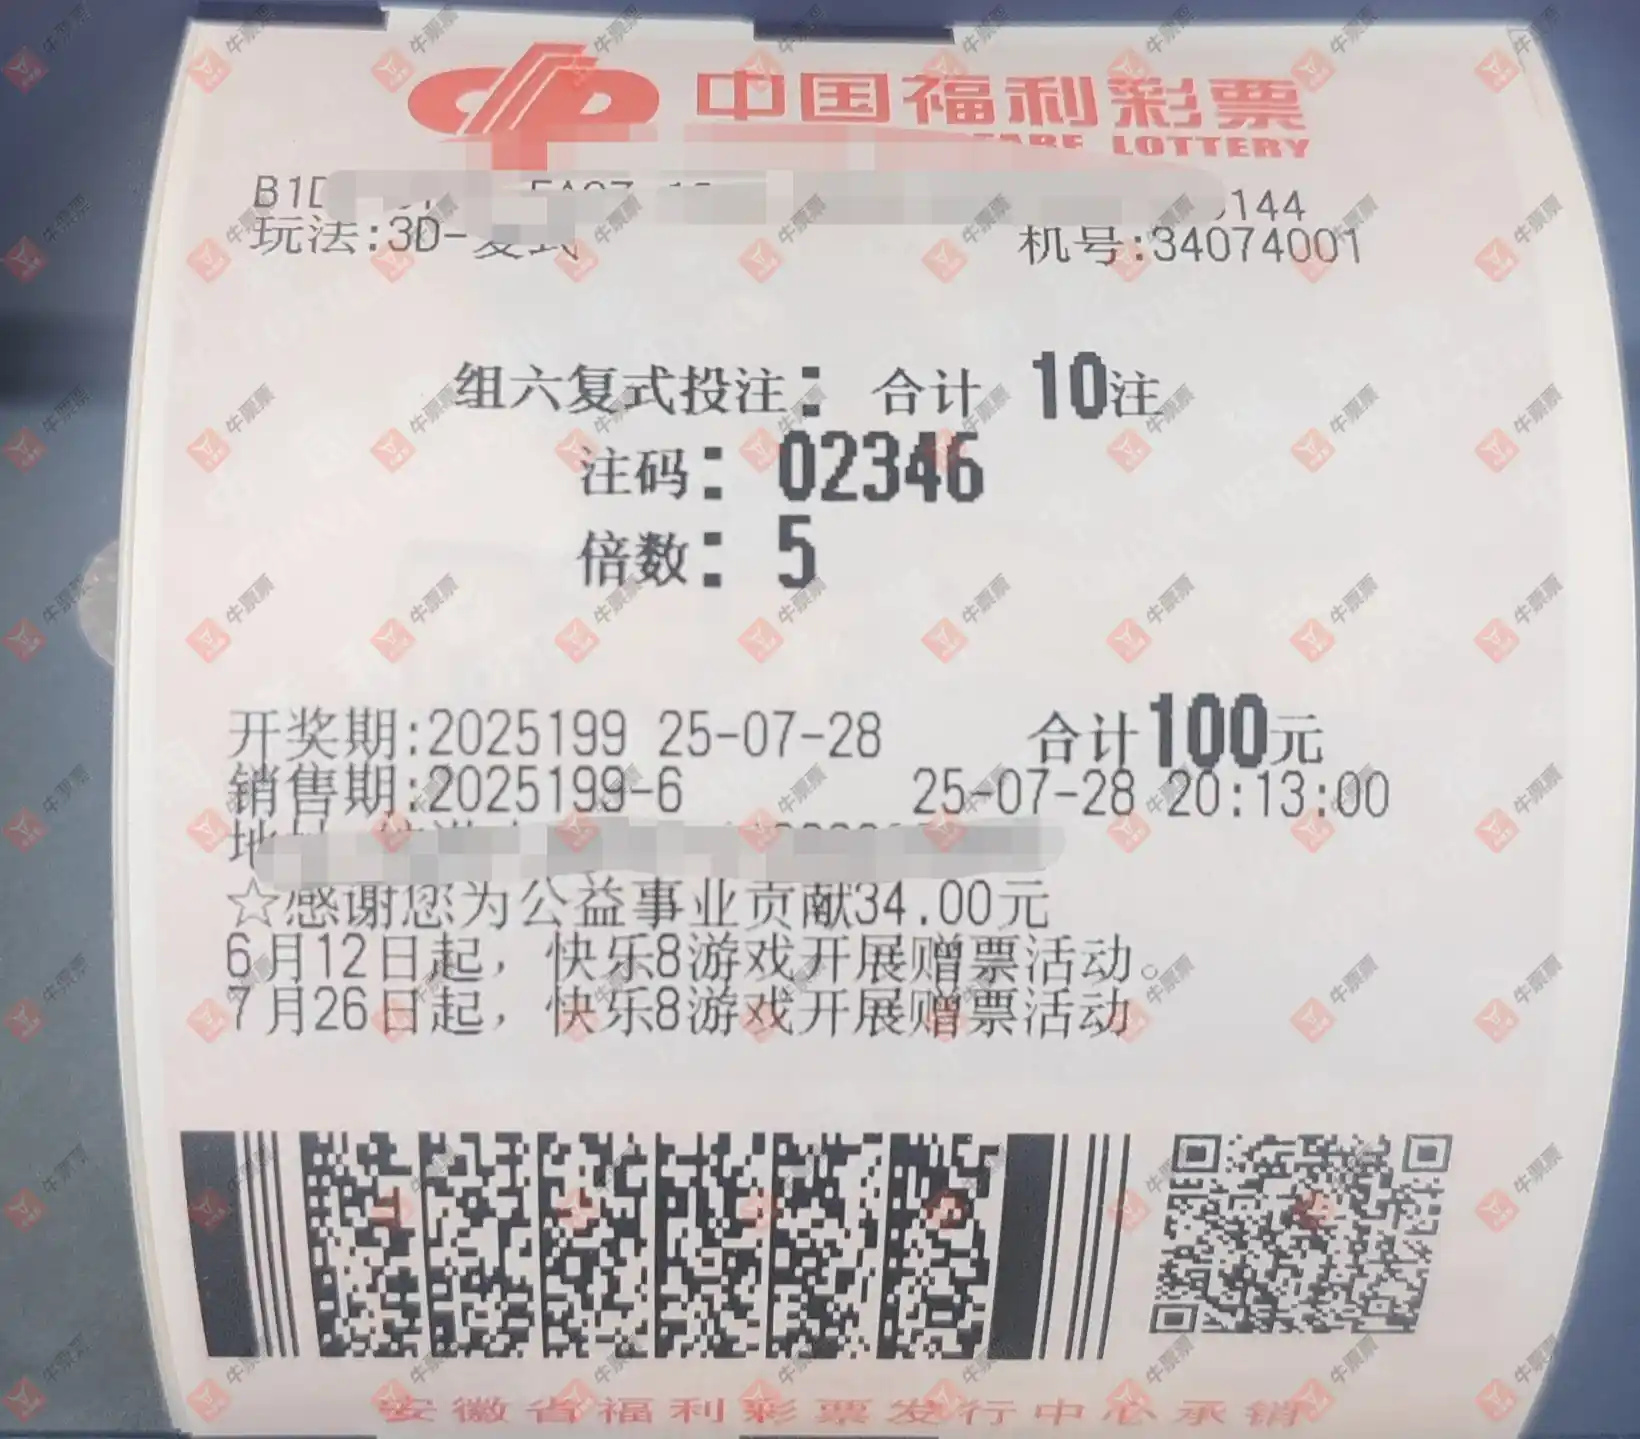 中国福利彩票
LOTTERY
144
玩法:3D-复式 机号:34074001
组六复式投注: 合计 10注
注码: 02346
倍数: 5
开奖期:2025199 25-07-28 合计100元
销售期:2025199-6 25-07-28 20:13:00
☆感谢您为公益事业贡献34.00元
6月12日起，快乐8游戏开展赠票活动。
7月26日起，快乐8游戏开展赠票活动
安徽省福利彩票发行中心承销
牛票票